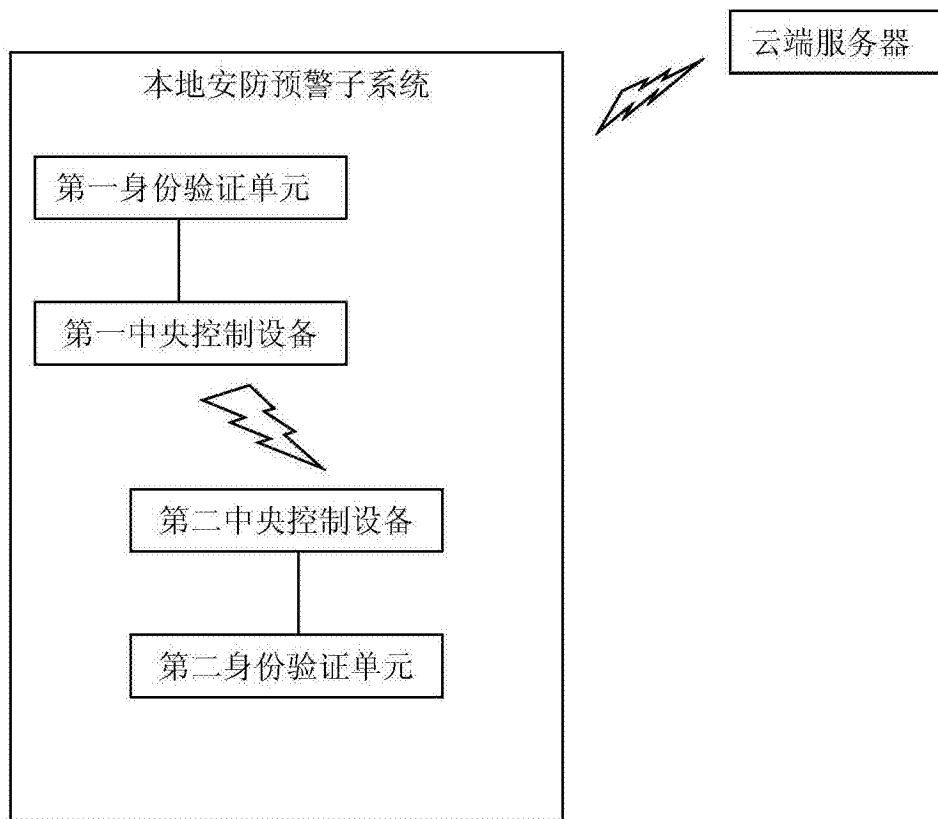 云端服务器
本地安防预警子系统
第一身份验证单元
第一中央控制设备
第二中央控制设备
第二身份验证单元